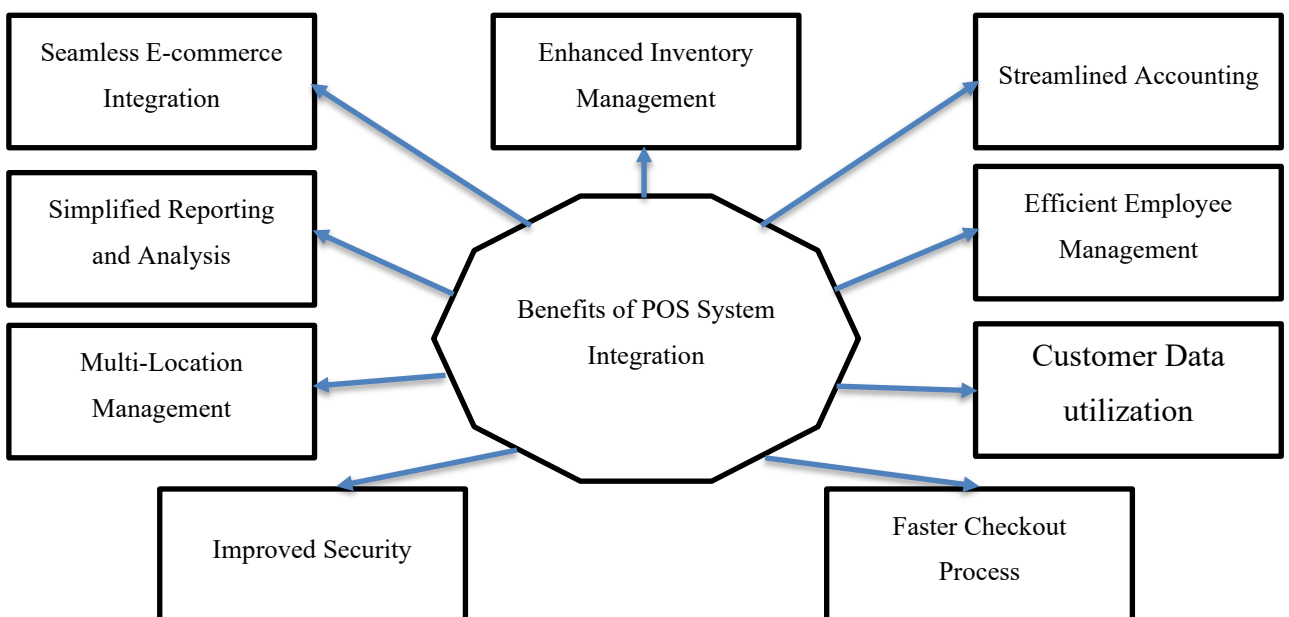 Seamless E-commerce
Integration
Enhanced Inventory
Management
Streamlined Accounting
Simplified Reporting
and Analysis
Efficient Employee
Management
Benefits of POS System
Integration
Multi-Location
Management
Customer Data
utilization
Improved Security
Faster Checkout
Process